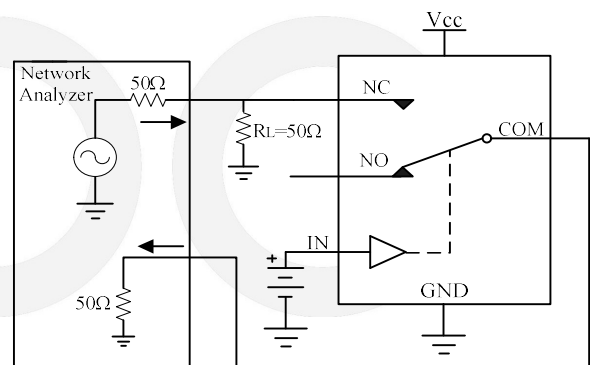 Vcc
Network
Analyzer
50Ω
NC
RL=50Ω
COM
NO
IN
+
50Ω
GND